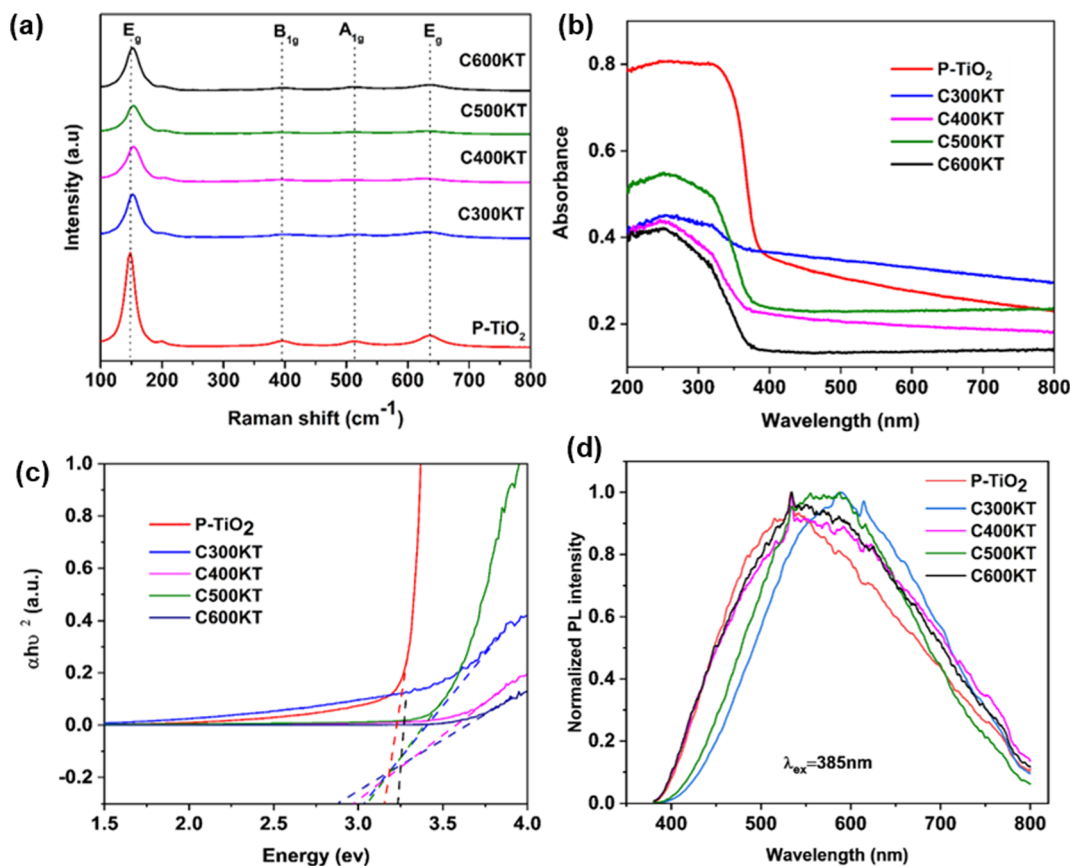 (a)
E_g
B_1g
A_1g
E_g
C600KT
C500KT
C400KT
C300KT
P-TiO₂
Intensity (a.u)
100 200 300 400 500 600 700 800
Raman shift (cm⁻¹)
(b)
0.8
0.6
0.4
0.2
Absorbance
P-TiO₂
C300KT
C400KT
C500KT
C600KT
200 300 400 500 600 700 800
Wavelength (nm)
(c)
1.0
0.8
0.6
0.4
0.2
0.0
-0.2
αhυ ² (a.u.)
P-TiO₂
C300KT
C400KT
C500KT
C600KT
1.5 2.0 2.5 3.0 3.5 4.0
Energy (ev)
(d)
1.0
0.8
0.6
0.4
0.2
0.0
Normalized PL intensity
P-TiO₂
C300KT
C400KT
C500KT
C600KT
λ_ex=385nm
400 500 600 700 800
Wavelength (nm)